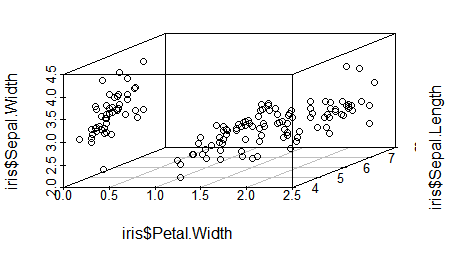 iris$Sepal.Width
2.0 2.5 3.0 3.5 4.0 4.5
0.0 0.5 1.0 1.5 2.0 2.5
iris$Petal.Width
4 5 6 7
iris$Sepal.Length